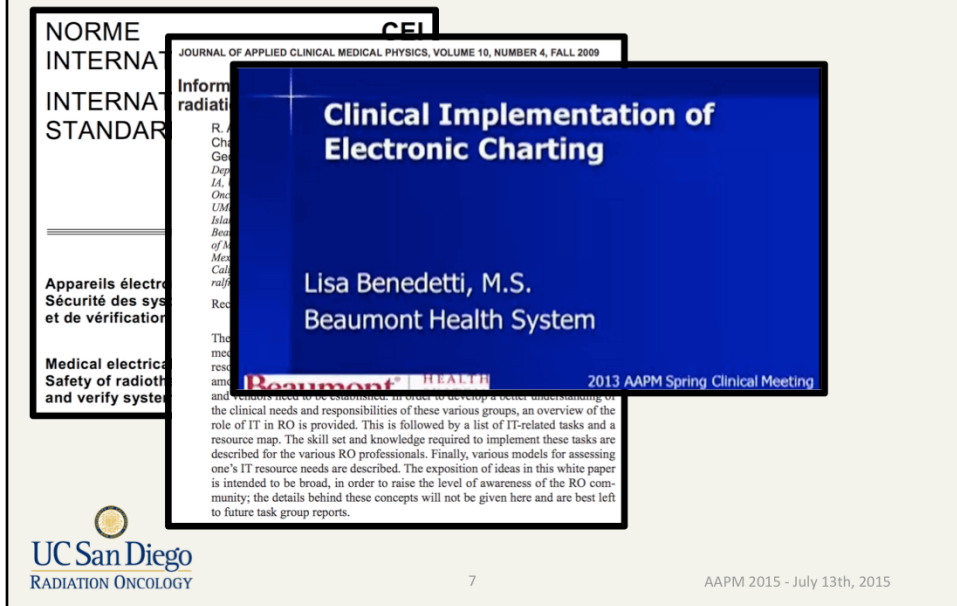 NORME
CEI
INTERNAT
INTERNAT
STANDAR
Appareils électro
Sécurité des sys
et de vérification
Medical electrica
Safety of radioth
and verify syster
JOURNAL OF APPLIED CLINICAL MEDICAL PHYSICS, VOLUME 10, NUMBER 4, FALL 2009
Inform
radiati
R. A
Cha
Geo
Dep
IA,
Onc
UM
Isla
Bea
of M
Mex
Cali
ralf
Rec
The
med
reso
amo
and vendors need to be established. In order to develop a better understanding of
the clinical needs and responsibilities of these various groups, an overview of the
role of IT in RO is provided. This is followed by a list of IT-related tasks and a
resource map. The skill set and knowledge required to implement these tasks are
described for the various RO professionals. Finally, various models for assessing
one's IT resource needs are described. The exposition of ideas in this white paper
is intended to be broad, in order to raise the level of awareness of the RO com-
munity; the details behind these concepts will not be given here and are best left
to future task group reports.
Clinical Implementation of
Electronic Charting
Lisa Benedetti, M.S.
Beaumont Health System
Beaumont HEALTH
2013 AAPM Spring Clinical Meeting
UC San Diego
RADIATION ONCOLOGY
7
AAPM 2015 - July 13th, 2015